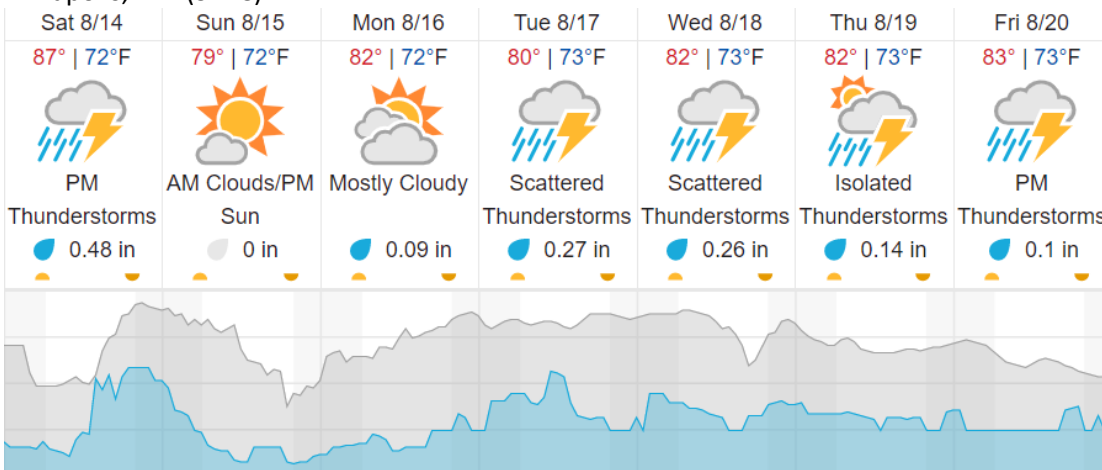 Sat 8/14 Sun 8/15 Mon 8/16 Tue 8/17 Wed 8/18 Thu 8/19 Fri 8/20
87° | 72°F 79° | 72°F 82° | 72°F 80° | 73°F 82° | 73°F 82° | 73°F 83° | 73°F
PM AM Clouds/PM Mostly Cloudy Scattered Scattered Isolated PM
Thunderstorms Sun Thunderstorms Thunderstorms Thunderstorms Thunderstorms
0.48 in 0 in 0.09 in 0.27 in 0.26 in 0.14 in 0.1 in